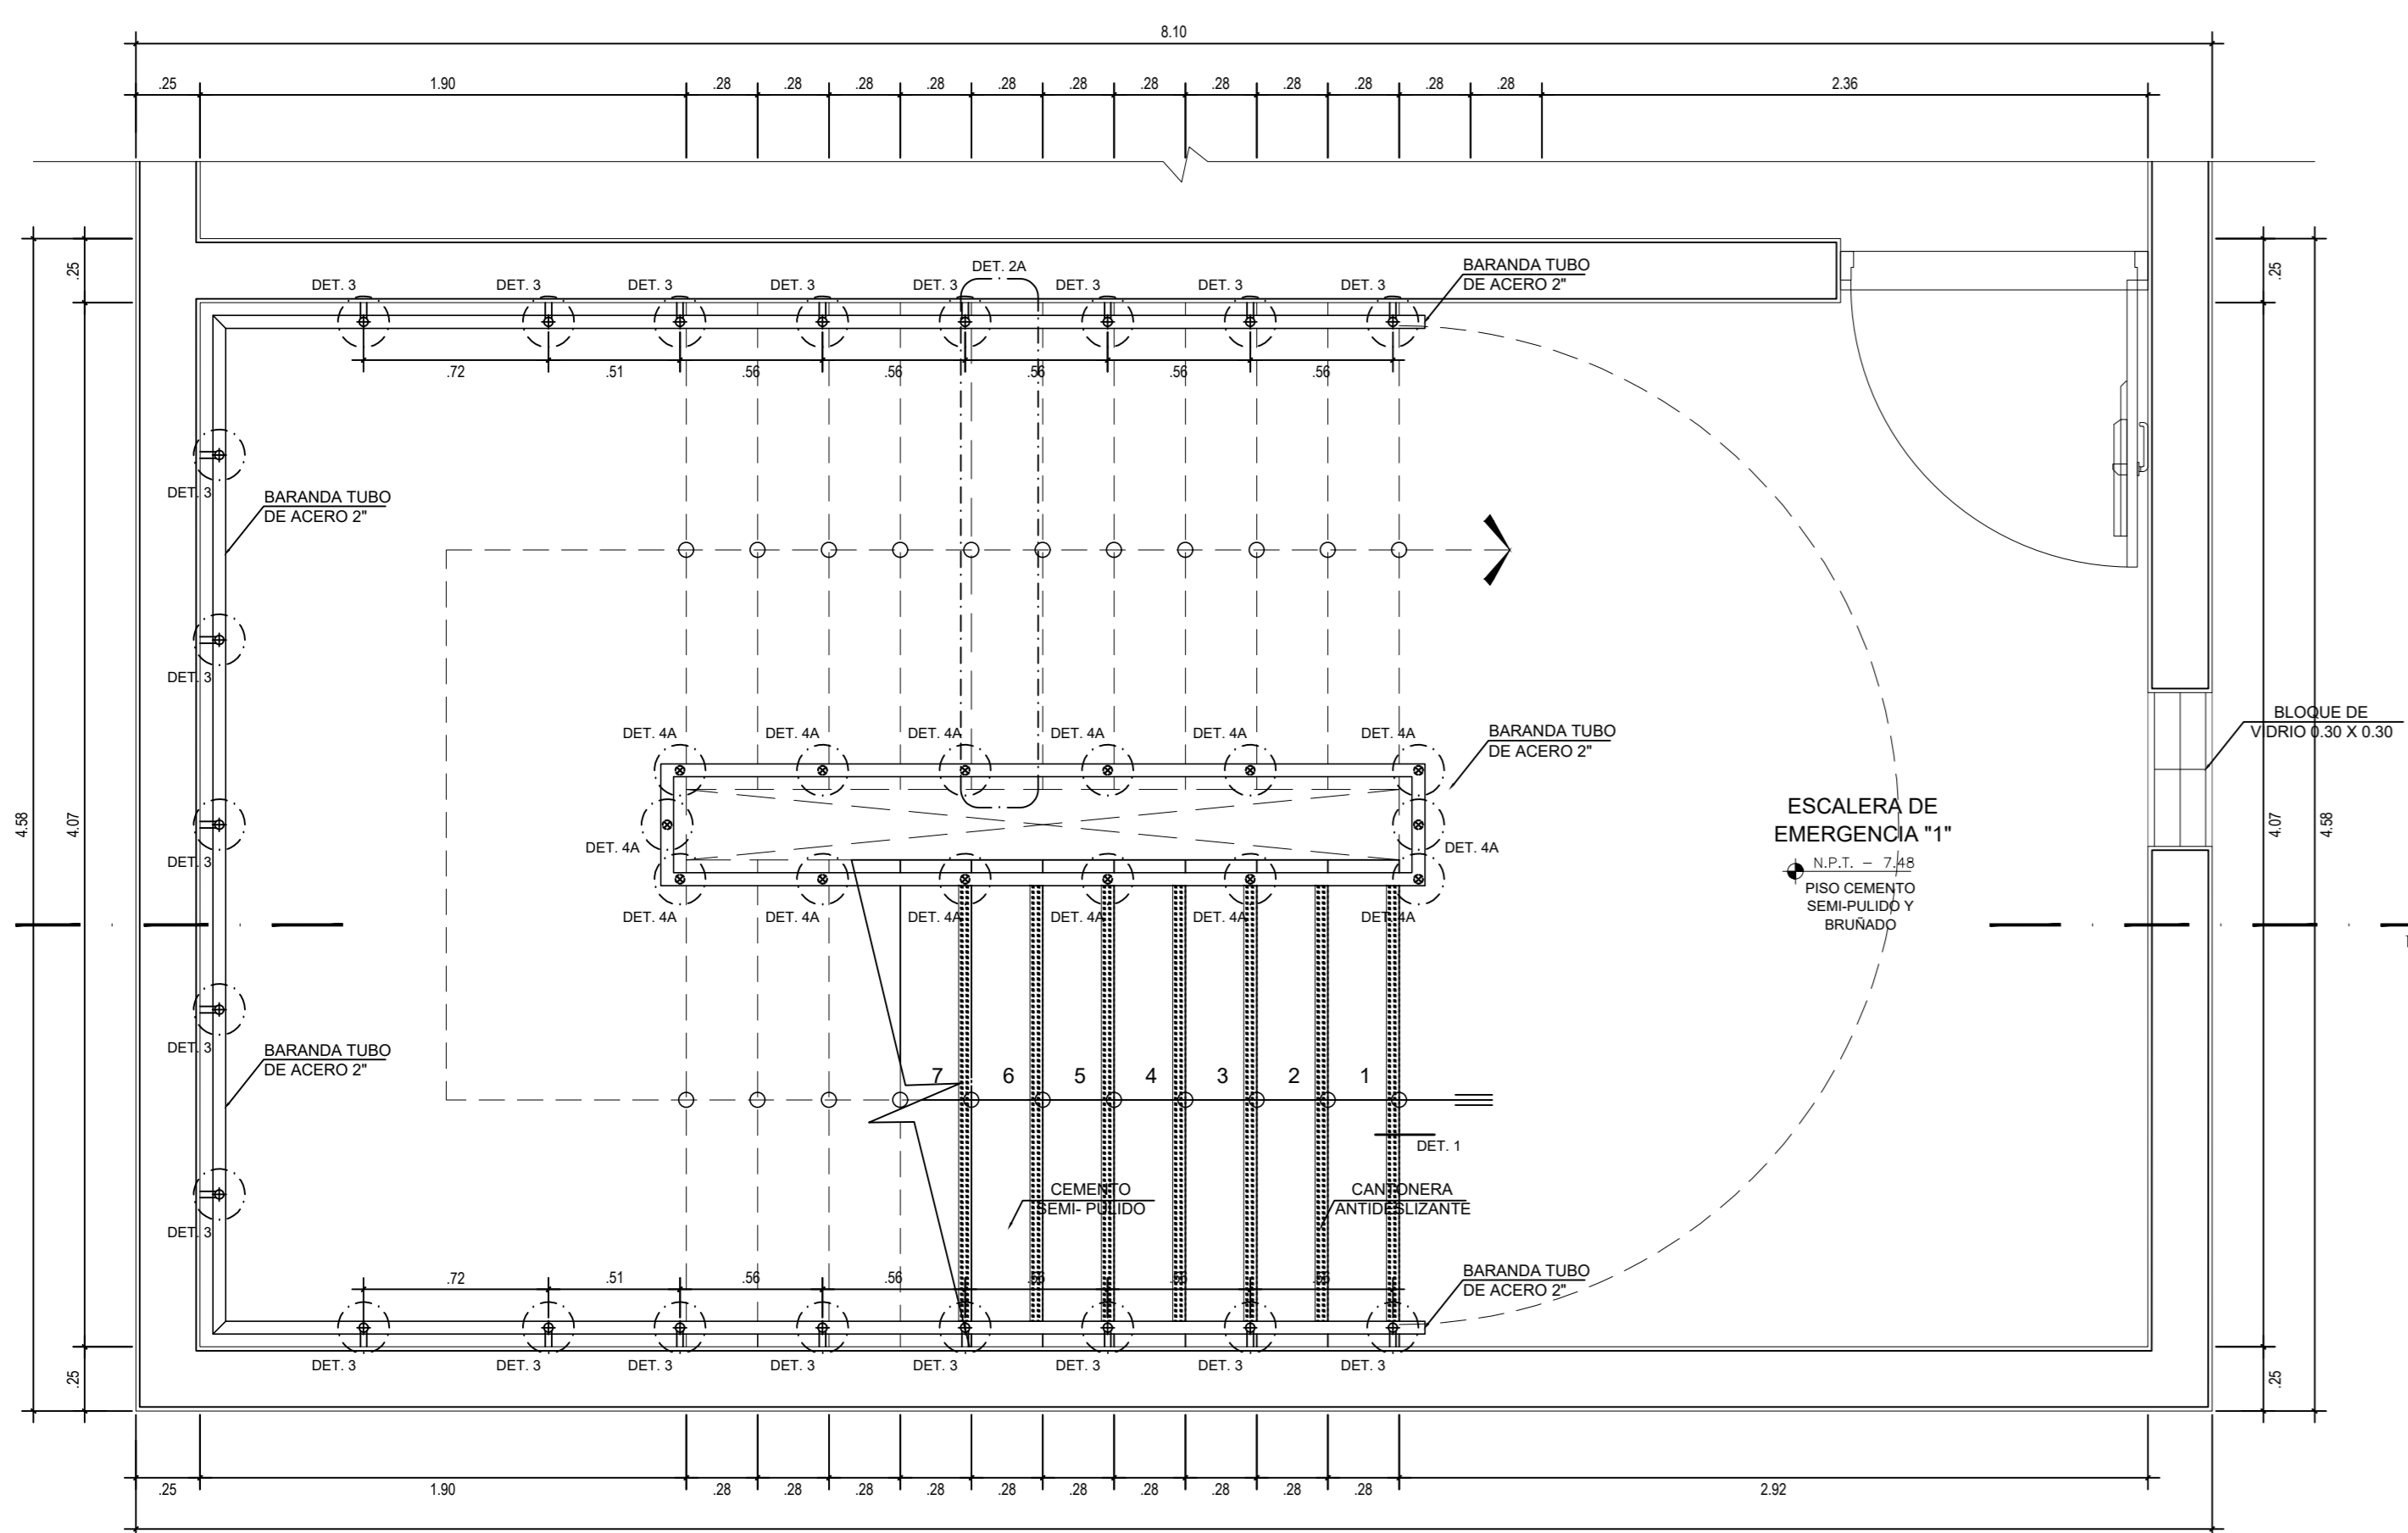 8.10
.25 1.90 .28 .28 .28 .28 .28 .28 .28 .28 .28 .28 .28 .28 2.36
.25 .25
DET. 3 DET. 3 DET. 3 DET. 3 DET. 3 DET. 2A DET. 3 DET. 3 DET. 3
BARANDA TUBO
DE ACERO 2"
.72 .51 .56 .56 .56 .56 .56
DET. 3
BARANDA TUBO
DE ACERO 2"
DET. 3
BLOQUE DE
VIDRIO 0.30 X 0.30
DET. 4A DET. 4A DET. 4A DET. 4A DET. 4A DET. 4A
BARANDA TUBO
DE ACERO 2"
4.58 4.07
ESCALERA DE
EMERGENCIA "1"
4.07 4.58
DET. 3
DET. 4A DET. 4A
N.P.T. - 7.48
PISO CEMENTO
SEMI-PULIDO Y
BRUÑADO
DET. 4A DET. 4A DET. 4A DET. 4A DET. 4A DET. 4A
DET. 3
BARANDA TUBO
DE ACERO 2"
7 6 5 4 3 2 1
DET. 1
CEMENTO
SEMI- PULIDO
CANTONERA
ANTIDESLIZANTE
DET. 3
.72 .51 .56 .56 .56 .56 .56
BARANDA TUBO
DE ACERO 2"
DET. 3 DET. 3 DET. 3 DET. 3 DET. 3 DET. 3 DET. 3 DET. 3
.25 .25
.25 1.90 .28 .28 .28 .28 .28 .28 .28 .28 .28 .28 2.92